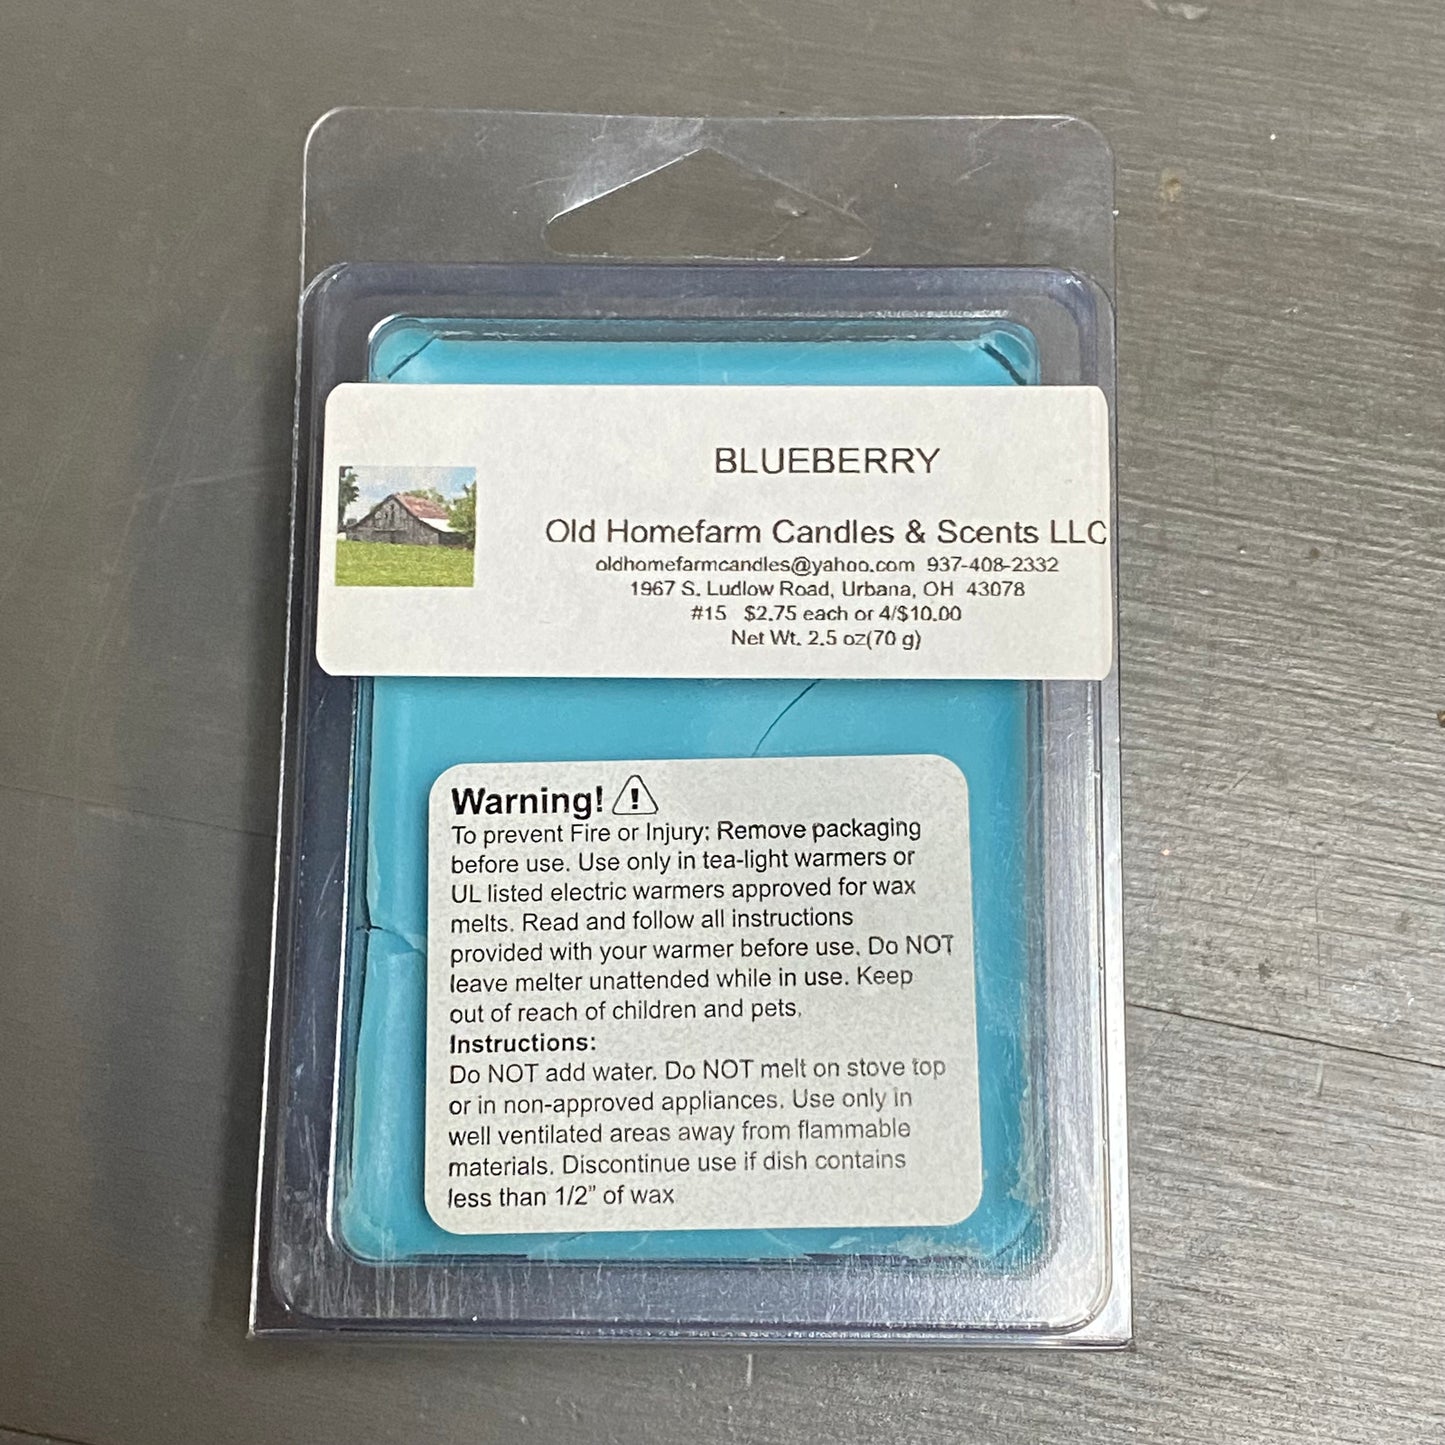 BLUEBERRY
Old Homefarm Candles & Scents LLC
oldhomefarmcandles@yahoo.com 937-408-2332
1967 S. Ludlow Road, Urbana, OH 43078
#15 $2.75 each or 4/$10.00
Net Wt. 2.5 oz(70 g)
Warning!
To prevent Fire or Injury: Remove packaging
before use. Use only in tea-light warmers or
UL listed electric warmers approved for wax
melts. Read and follow all instructions
provided with your warmer before use. Do NOT
leave melter unattended while in use. Keep
out of reach of children and pets.
Instructions:
Do NOT add water. Do NOT melt on stove top
or in non-approved appliances. Use only in
well ventilated areas away from flammable
materials. Discontinue use if dish contains
less than 1/2" of wax